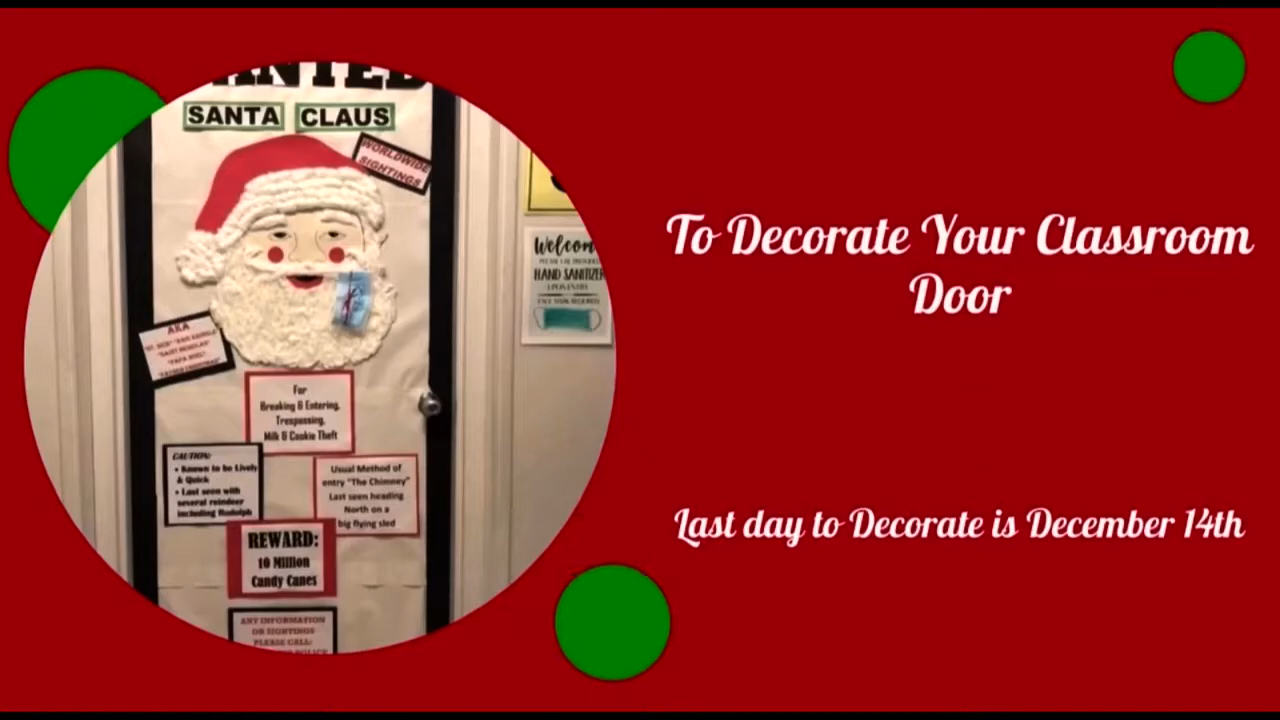 SANTA CLAUS
WORLDWIDE
SIGHTINGS
Welcom
HAND SANITIZER
UPON ENTRY
AKA
For
Breaking & Entering,
Trespassing,
Milk & Cookie Theft
CAUTION:
• Known to be Lively
& Quick
• Last seen with
several reindeer
including Rudolph
Usual Method of
entry "The Chimney"
Last seen heading
North on a
big flying sled
REWARD:
10 Million
Candy Canes
ANY INFORMATION
OR SIGHTINGS
PLEASE CALL:
To Decorate Your Classroom
Door
Last day to Decorate is December 14th